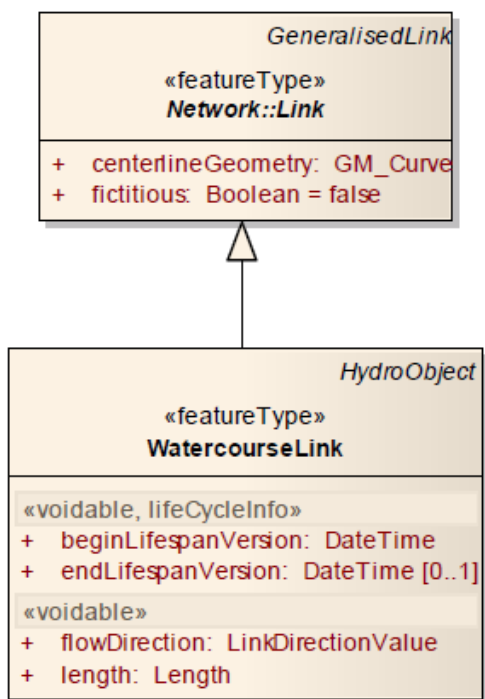 GeneralisedLink
«featureType»
Network::Link
+ centerlineGeometry: GM_Curve
+ fictitious: Boolean = false
HydroObject
«featureType»
WatercourseLink
«voidable, lifeCycleInfo»
+ beginLifespanVersion: DateTime
+ endLifespanVersion: DateTime [0..1]
«voidable»
+ flowDirection: LinkDirectionValue
+ length: Length